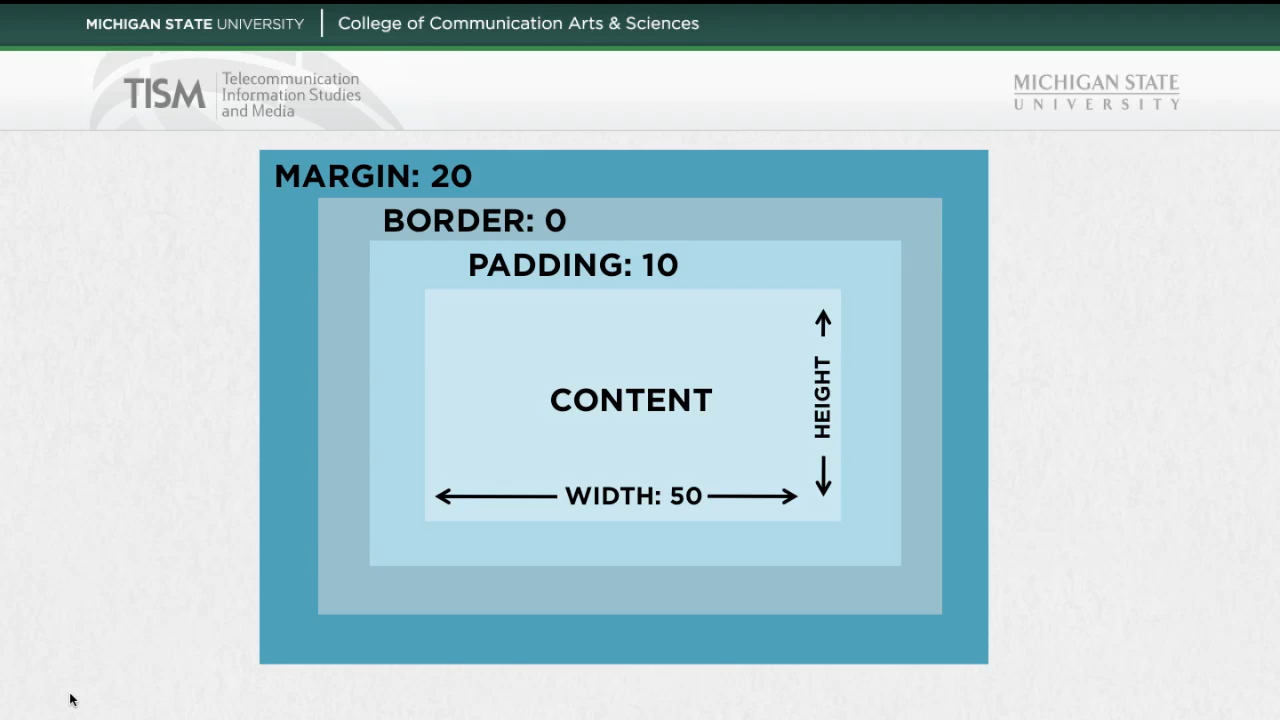 MICHIGAN STATE UNIVERSITY College of Communication Arts & Sciences
TISM
Telecommunication
Information Studies
and Media
MICHIGAN STATE
UNIVERSITY
MARGIN: 20
BORDER: 0
PADDING: 10
CONTENT
HEIGHT
WIDTH: 50